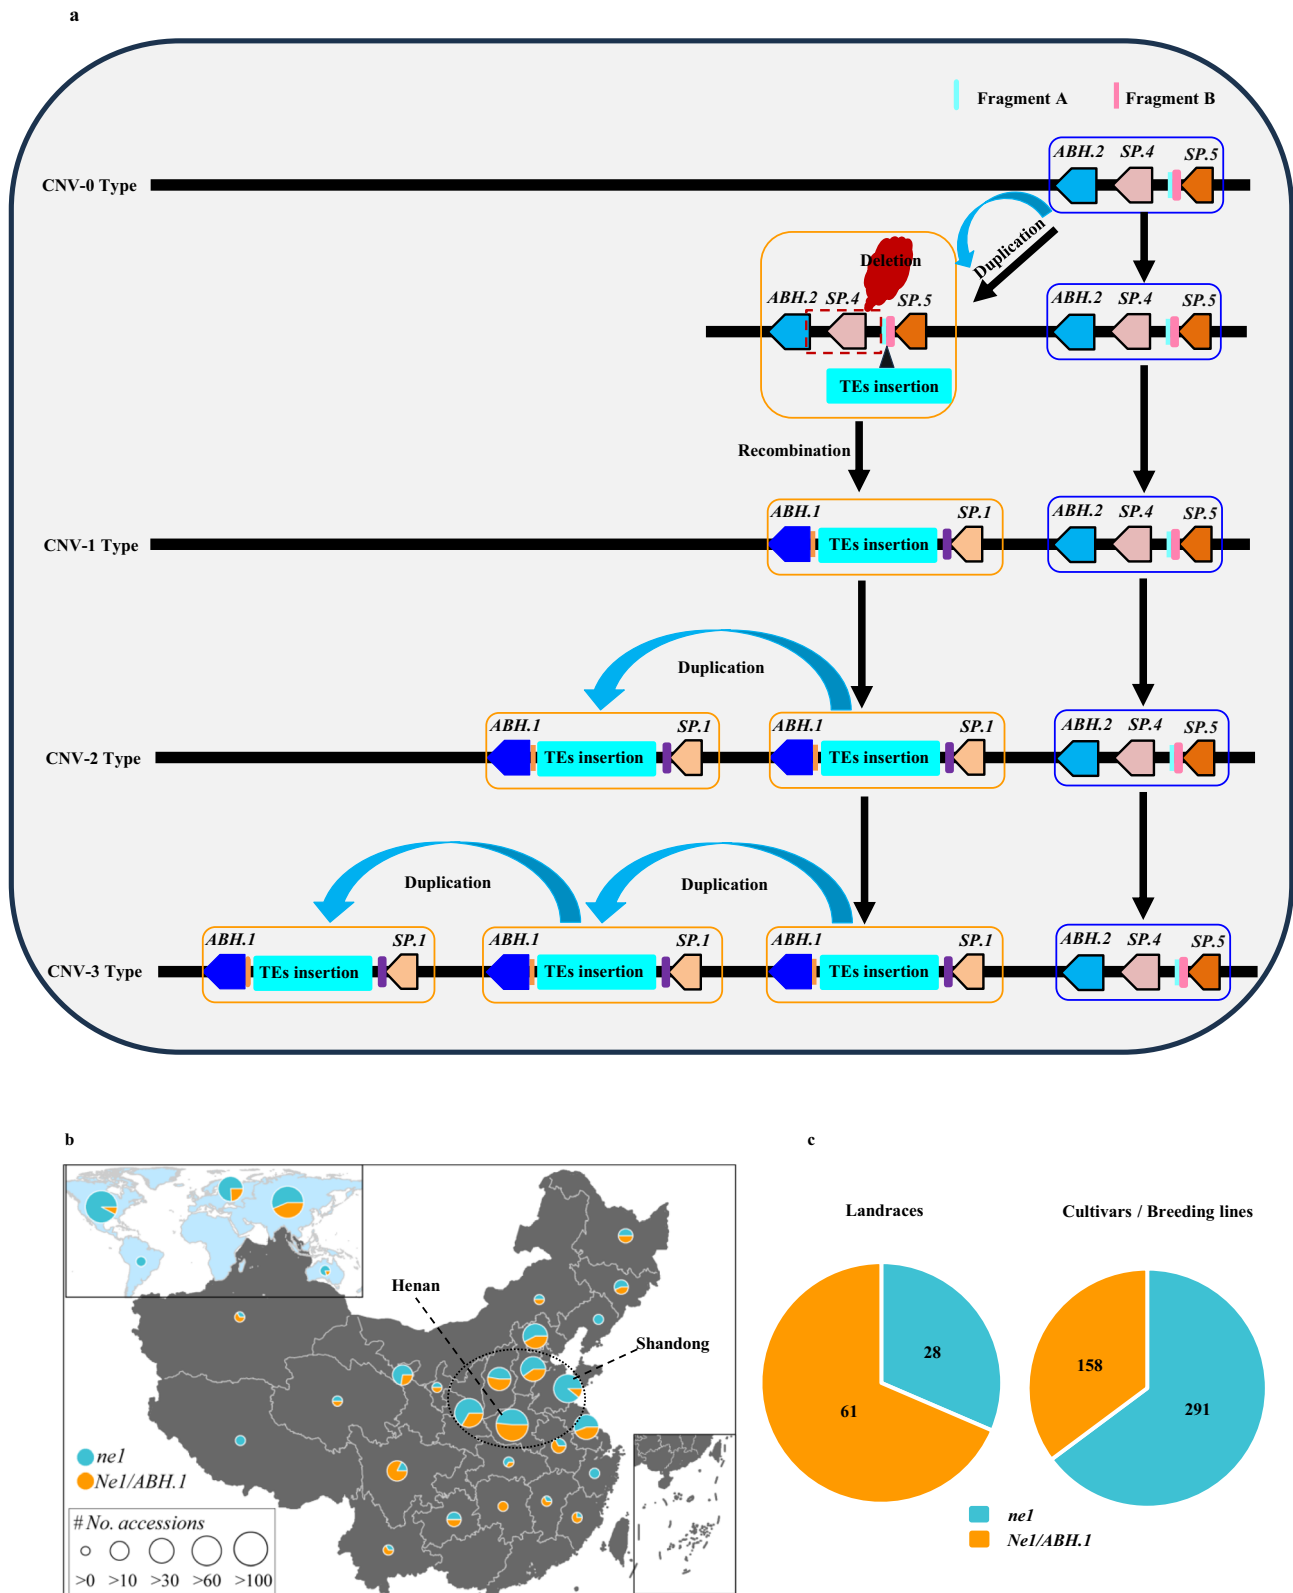 a
Fragment A
Fragment B
ABH.2 SP.4 SP.5
CNV-0 Type
Duplication
Deletion
ABH.2 SP.4 SP.5
ABH.2 SP.4 SP.5
TEs insertion
Recombination
ABH.1 SP.1
ABH.2 SP.4 SP.5
CNV-1 Type
TEs insertion
Duplication
ABH.1 SP.1
ABH.1 SP.1
ABH.2 SP.4 SP.5
CNV-2 Type
TEs insertion
TEs insertion
Duplication
Duplication
ABH.1 SP.1
ABH.1 SP.1
ABH.1 SP.1
ABH.2 SP.4 SP.5
CNV-3 Type
TEs insertion
TEs insertion
TEs insertion
b
Henan
Shandong
ne1
Ne1/ABH.1
# No. accessions
>0 >10 >30 >60 >100
c
Landraces
Cultivars / Breeding lines
28
61
158
291
ne1
Ne1/ABH.1